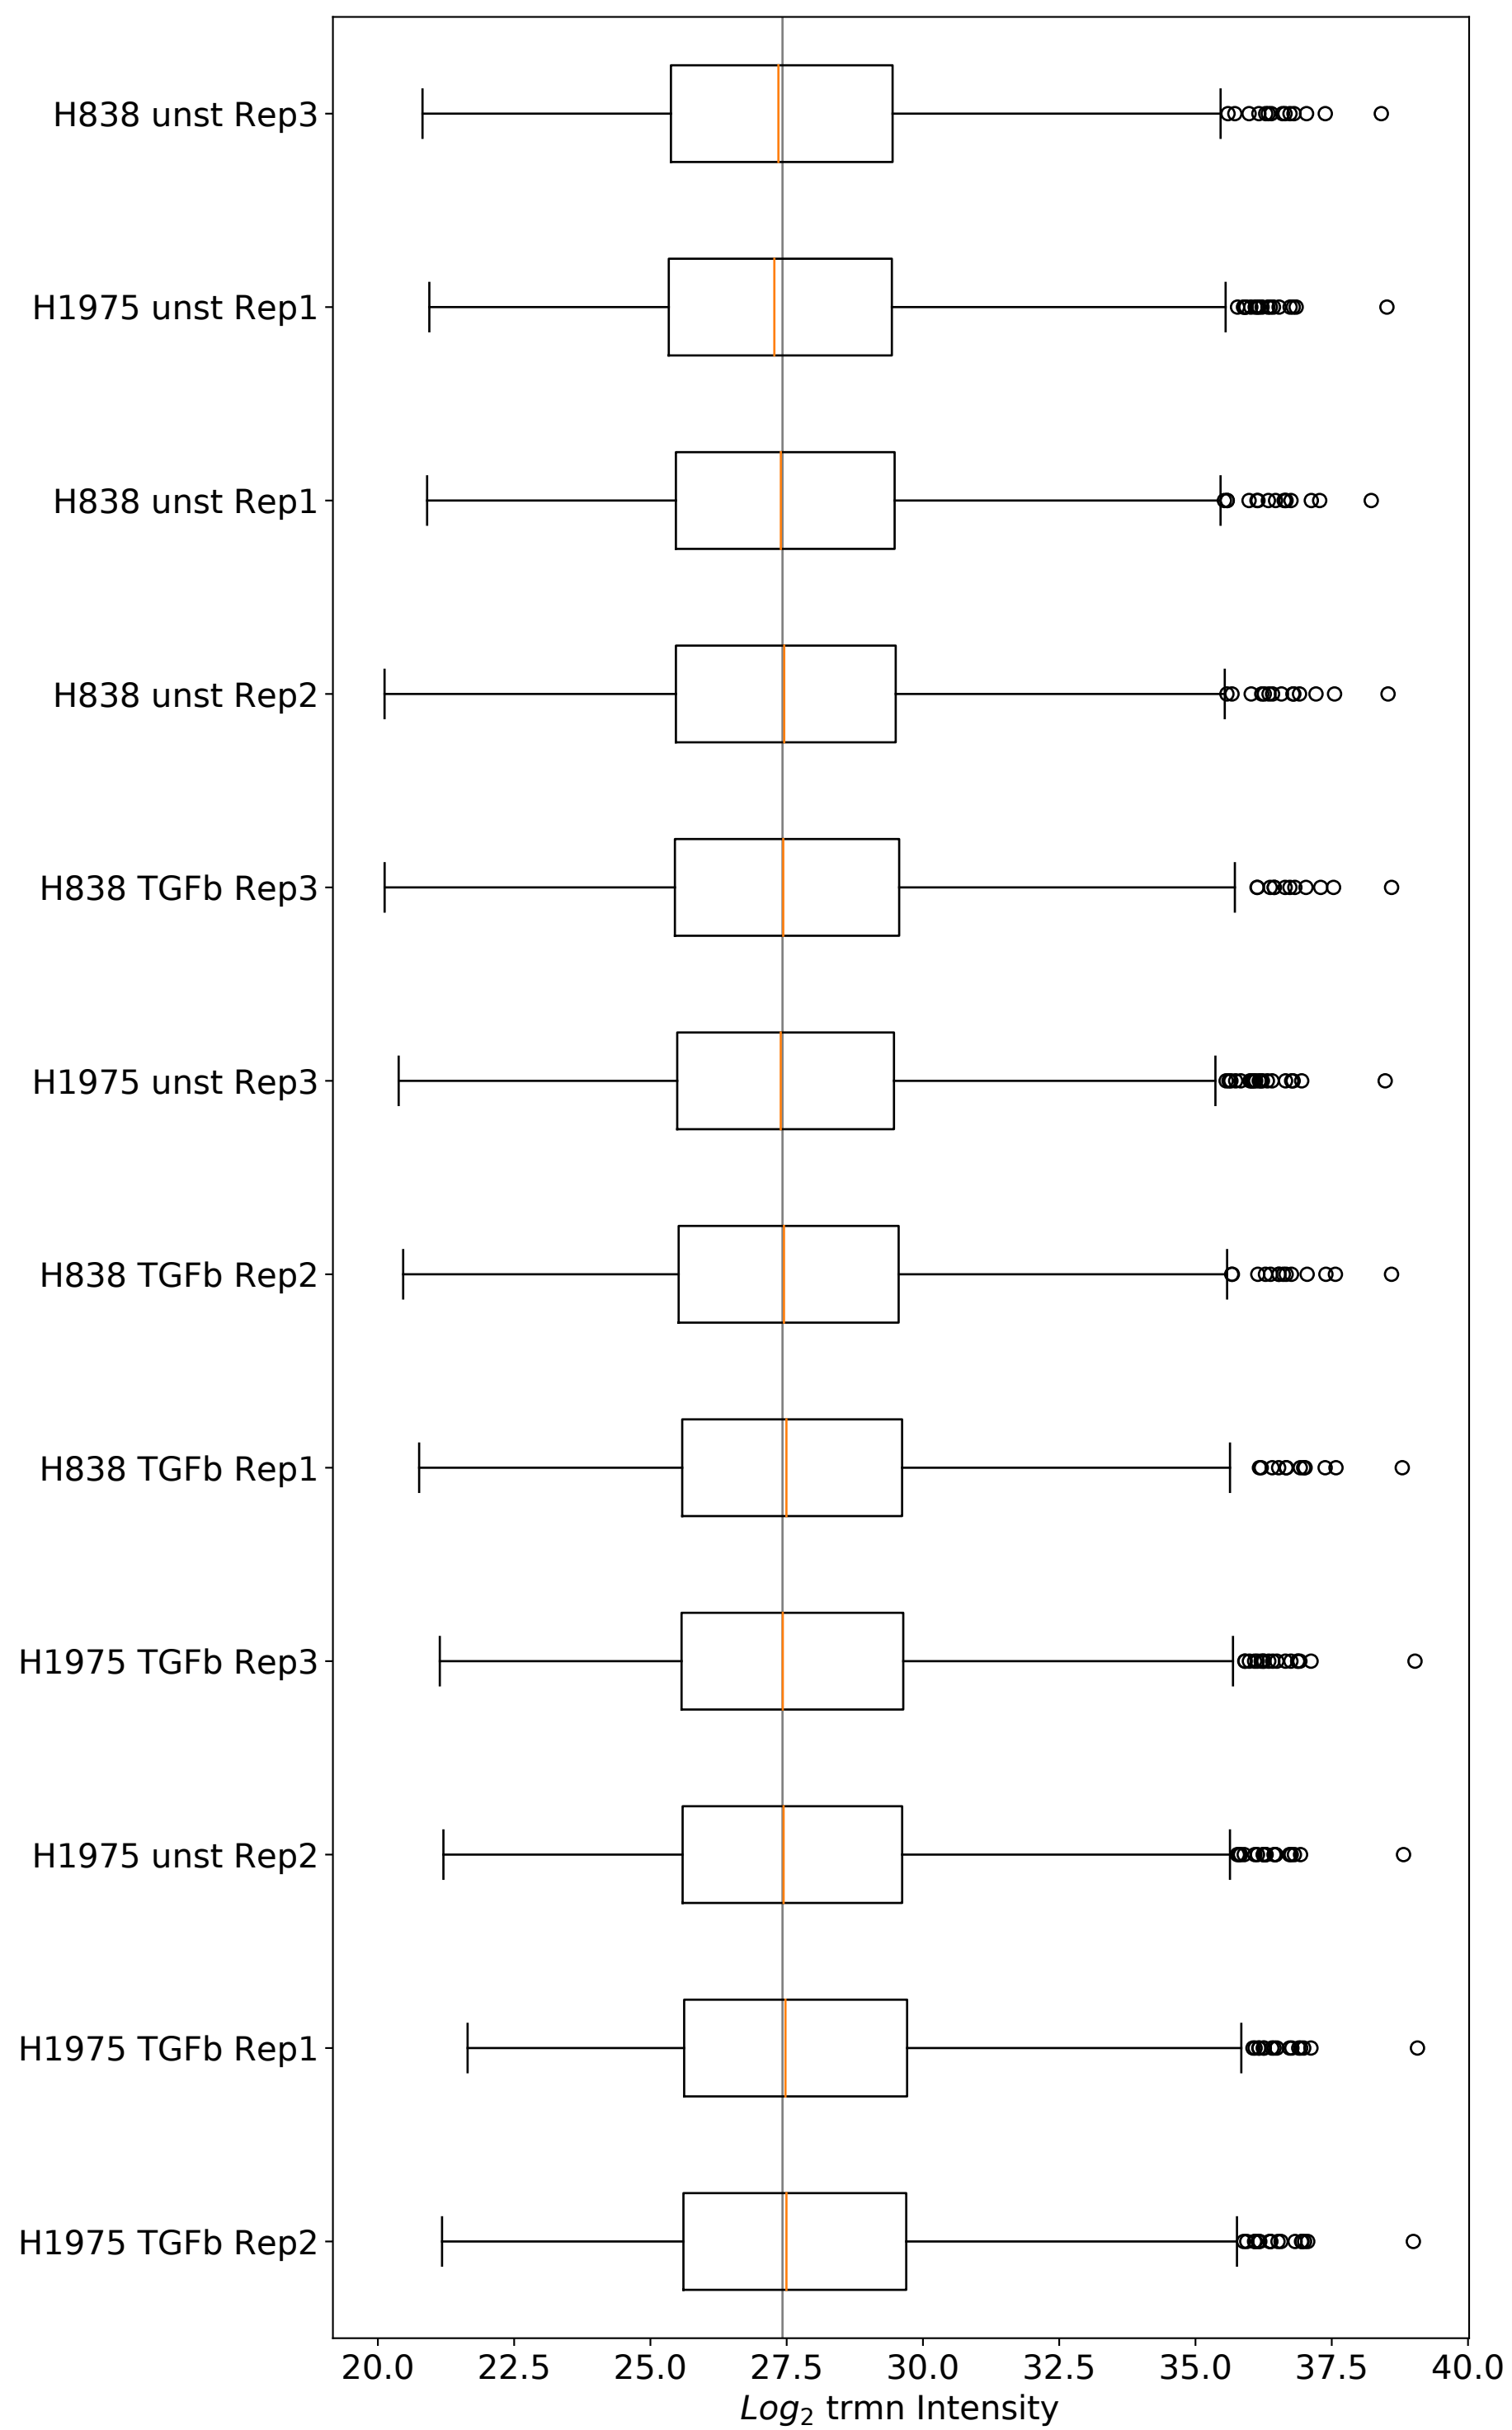 H838 unst Rep3
H1975 unst Rep1
H838 unst Rep1
H838 unst Rep2
H838 TGFb Rep3
H1975 unst Rep3
H838 TGFb Rep2
H838 TGFb Rep1
H1975 TGFb Rep3
H1975 unst Rep2
H1975 TGFb Rep1
H1975 TGFb Rep2
20.0 22.5 25.0 27.5 30.0 32.5 35.0 37.5 40.0
Log₂ trmn Intensity